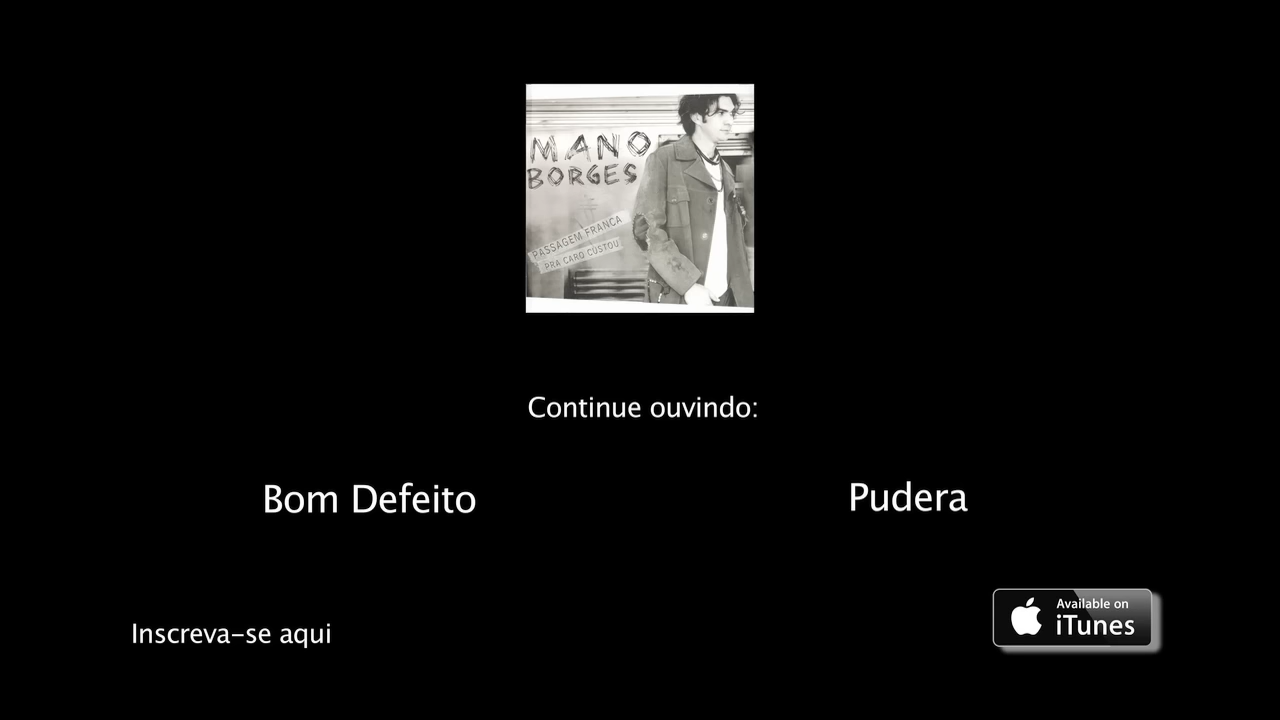 MANO
BORGES
PASSAGEM FRANCA
PRA CARO CUSTOU
Continue ouvindo:
Bom Defeito
Pudera
Inscreva-se aqui
Available on
iTunes